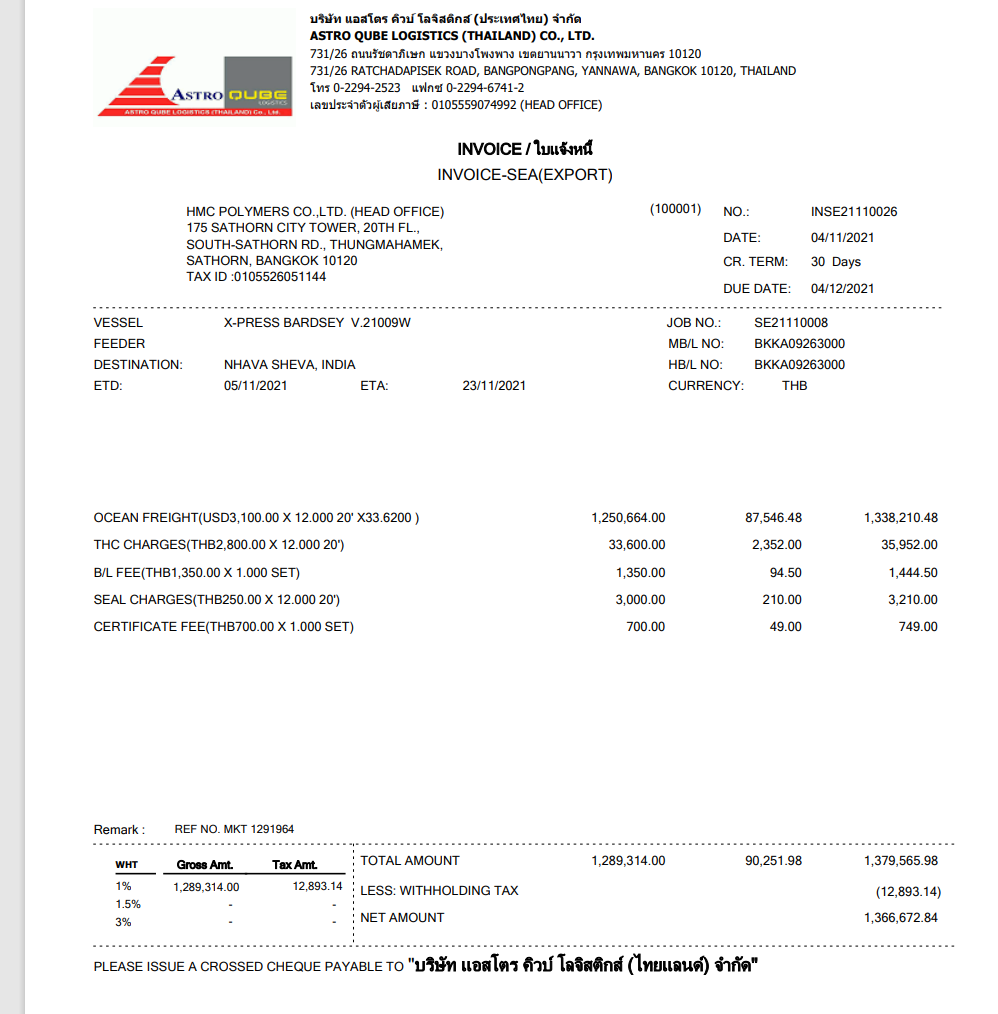 บริษัท แอสโตร คิวบ์ โลจิสติกส์ (ประเทศไทย) จำกัด
ASTRO QUBE LOGISTICS (THAILAND) CO., LTD.
731/26 ถนนรัชดาภิเษก แขวงบางโพงพาง เขตยานนาวา กรุงเทพมหานคร 10120
731/26 RATCHADAPISEK ROAD, BANGPONGPANG, YANNAWA, BANGKOK 10120, THAILAND
โทร 0-2294-2523 แฟกซ์ 0-2294-6741-2
เลขประจำตัวผู้เสียภาษี : 0105559074992 (HEAD OFFICE)
ASTRO QUBE
LOGISTICS
ASTRO QUBE LOGISTICS (THAILAND) Co., Ltd.
INVOICE / ใบแจ้งหนี้
INVOICE-SEA(EXPORT)
HMC POLYMERS CO.,LTD. (HEAD OFFICE) (100001) NO.: INSE21110026
175 SATHORN CITY TOWER, 20TH FL.,
SOUTH-SATHORN RD., THUNGMAHAMEK, DATE: 04/11/2021
SATHORN, BANGKOK 10120 CR. TERM: 30 Days
TAX ID :0105526051144
DUE DATE: 04/12/2021
VESSEL X-PRESS BARDSEY V.21009W JOB NO.: SE21110008
FEEDER MB/L NO: BKKA09263000
DESTINATION: NHAVA SHEVA, INDIA HB/L NO: BKKA09263000
ETD: 05/11/2021 ETA: 23/11/2021 CURRENCY: THB
OCEAN FREIGHT(USD3,100.00 X 12.000 20' X33.6200 ) 1,250,664.00 87,546.48 1,338,210.48
THC CHARGES(THB2,800.00 X 12.000 20') 33,600.00 2,352.00 35,952.00
B/L FEE(THB1,350.00 X 1.000 SET) 1,350.00 94.50 1,444.50
SEAL CHARGES(THB250.00 X 12.000 20') 3,000.00 210.00 3,210.00
CERTIFICATE FEE(THB700.00 X 1.000 SET) 700.00 49.00 749.00
Remark : REF NO. MKT 1291964
WHT Gross Amt. Tax Amt.
1% 1,289,314.00 12,893.14
1.5% - -
3% - -
TOTAL AMOUNT 1,289,314.00 90,251.98 1,379,565.98
LESS: WITHHOLDING TAX (12,893.14)
NET AMOUNT 1,366,672.84
PLEASE ISSUE A CROSSED CHEQUE PAYABLE TO "บริษัท แอสโตร คิวบ์ โลจิสติกส์ (ไทยแลนด์) จำกัด"